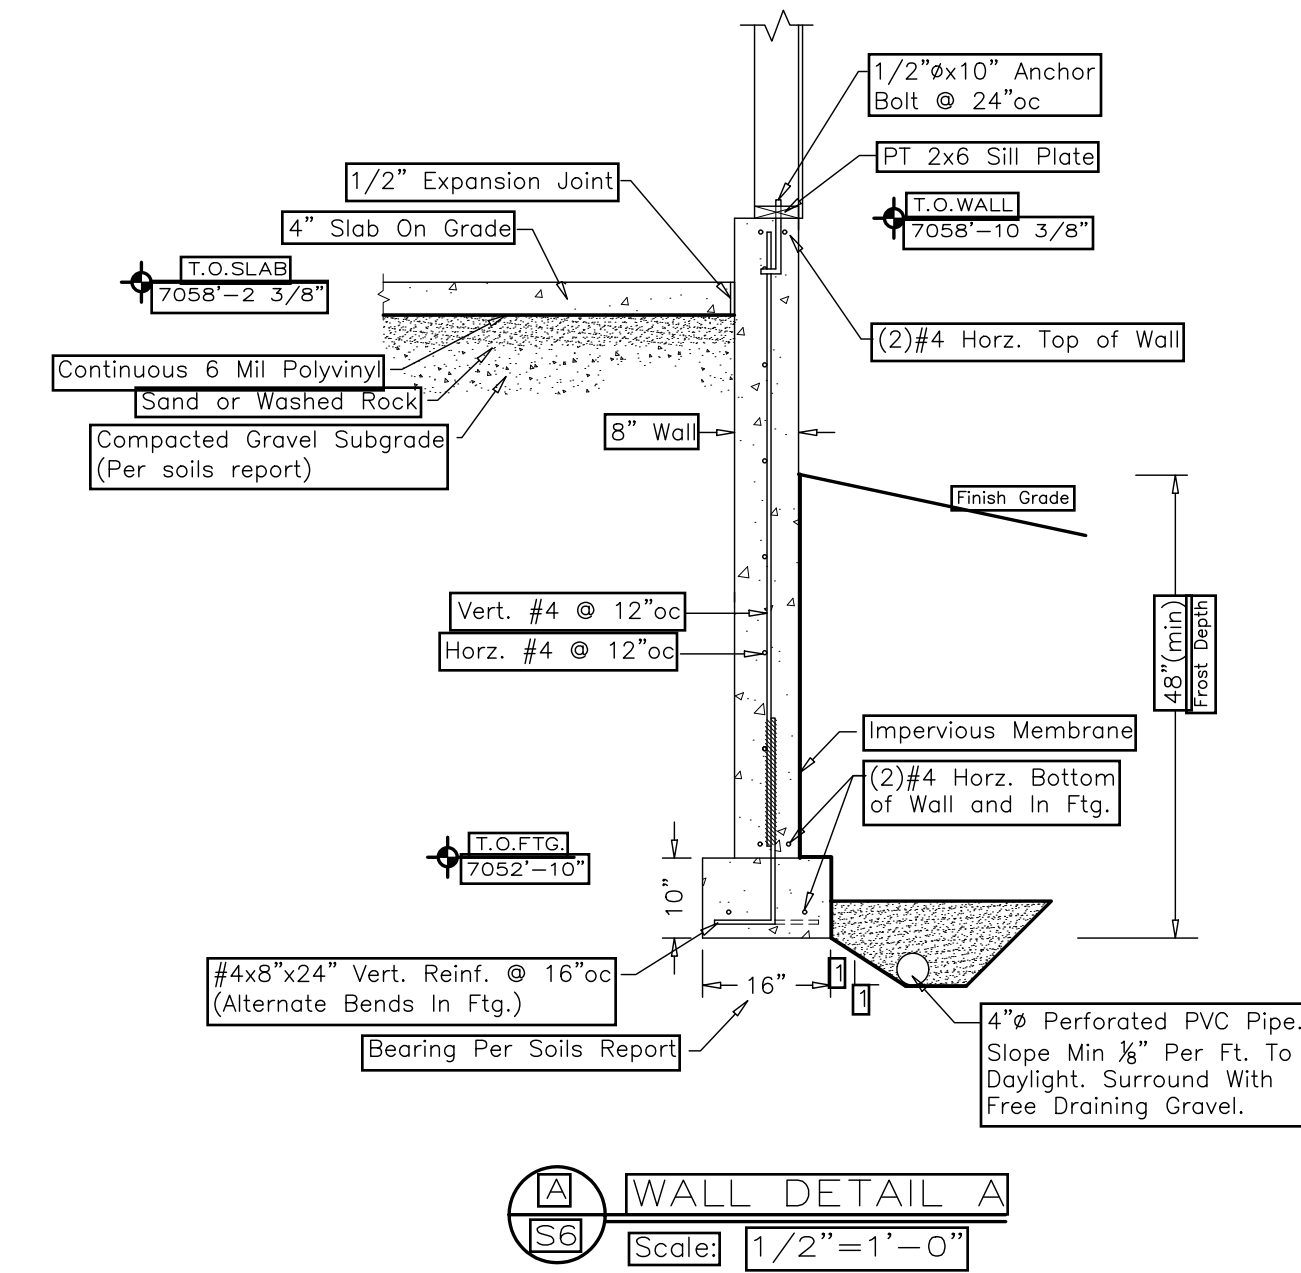 1/2"øx10" Anchor
Bolt @ 24"oc
PT 2x6 Sill Plate
1/2" Expansion Joint
T.O.WALL
7058'-10 3/8"
4" Slab On Grade
T.O.SLAB
7058'-2 3/8"
(2)#4 Horz. Top of Wall
Continuous 6 Mil Polyvinyl
Sand or Washed Rock
8" Wall
Compacted Gravel Subgrade
(Per soils report)
Finish Grade
Vert. #4 @ 12"oc
Horz. #4 @ 12"oc
48"(min)
Frost Depth
Impervious Membrane
(2)#4 Horz. Bottom
of Wall and In Ftg.
T.O.FTG.
7052'-10"
10"
#4x8"x24" Vert. Reinf. @ 16"oc
(Alternate Bends In Ftg.)
16"
1
1
Bearing Per Soils Report
4"ø Perforated PVC Pipe.
Slope Min ⅛" Per Ft. To
Daylight. Surround With
Free Draining Gravel.
A
S6
WALL DETAIL A
Scale: 1/2"=1'-0"